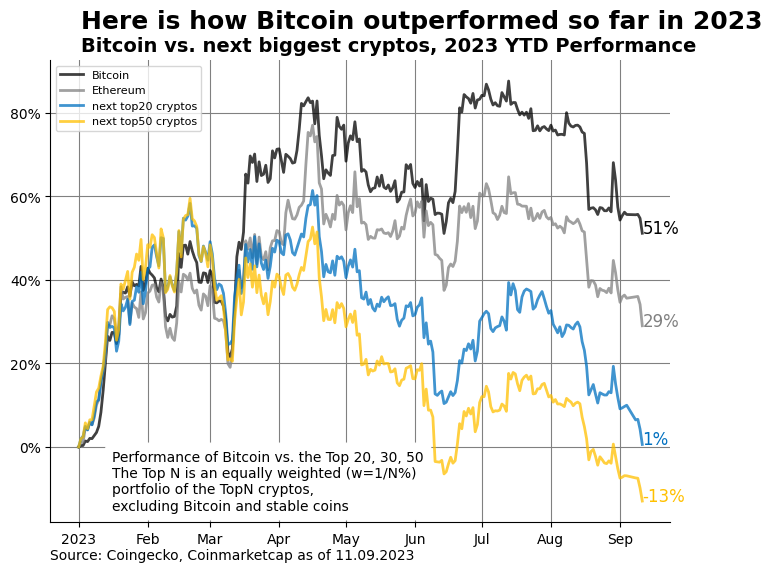 Here is how Bitcoin outperformed so far in 2023
Bitcoin vs. next biggest cryptos, 2023 YTD Performance
Bitcoin
Ethereum
next top20 cryptos
next top50 cryptos
80%
60%
40%
20%
0%
51%
29%
1%
-13%
Performance of Bitcoin vs. the Top 20, 30, 50
The Top N is an equally weighted (w=1/N%)
portfolio of the TopN cryptos,
excluding Bitcoin and stable coins
2023 Feb Mar Apr May Jun Jul Aug Sep
Source: Coingecko, Coinmarketcap as of 11.09.2023